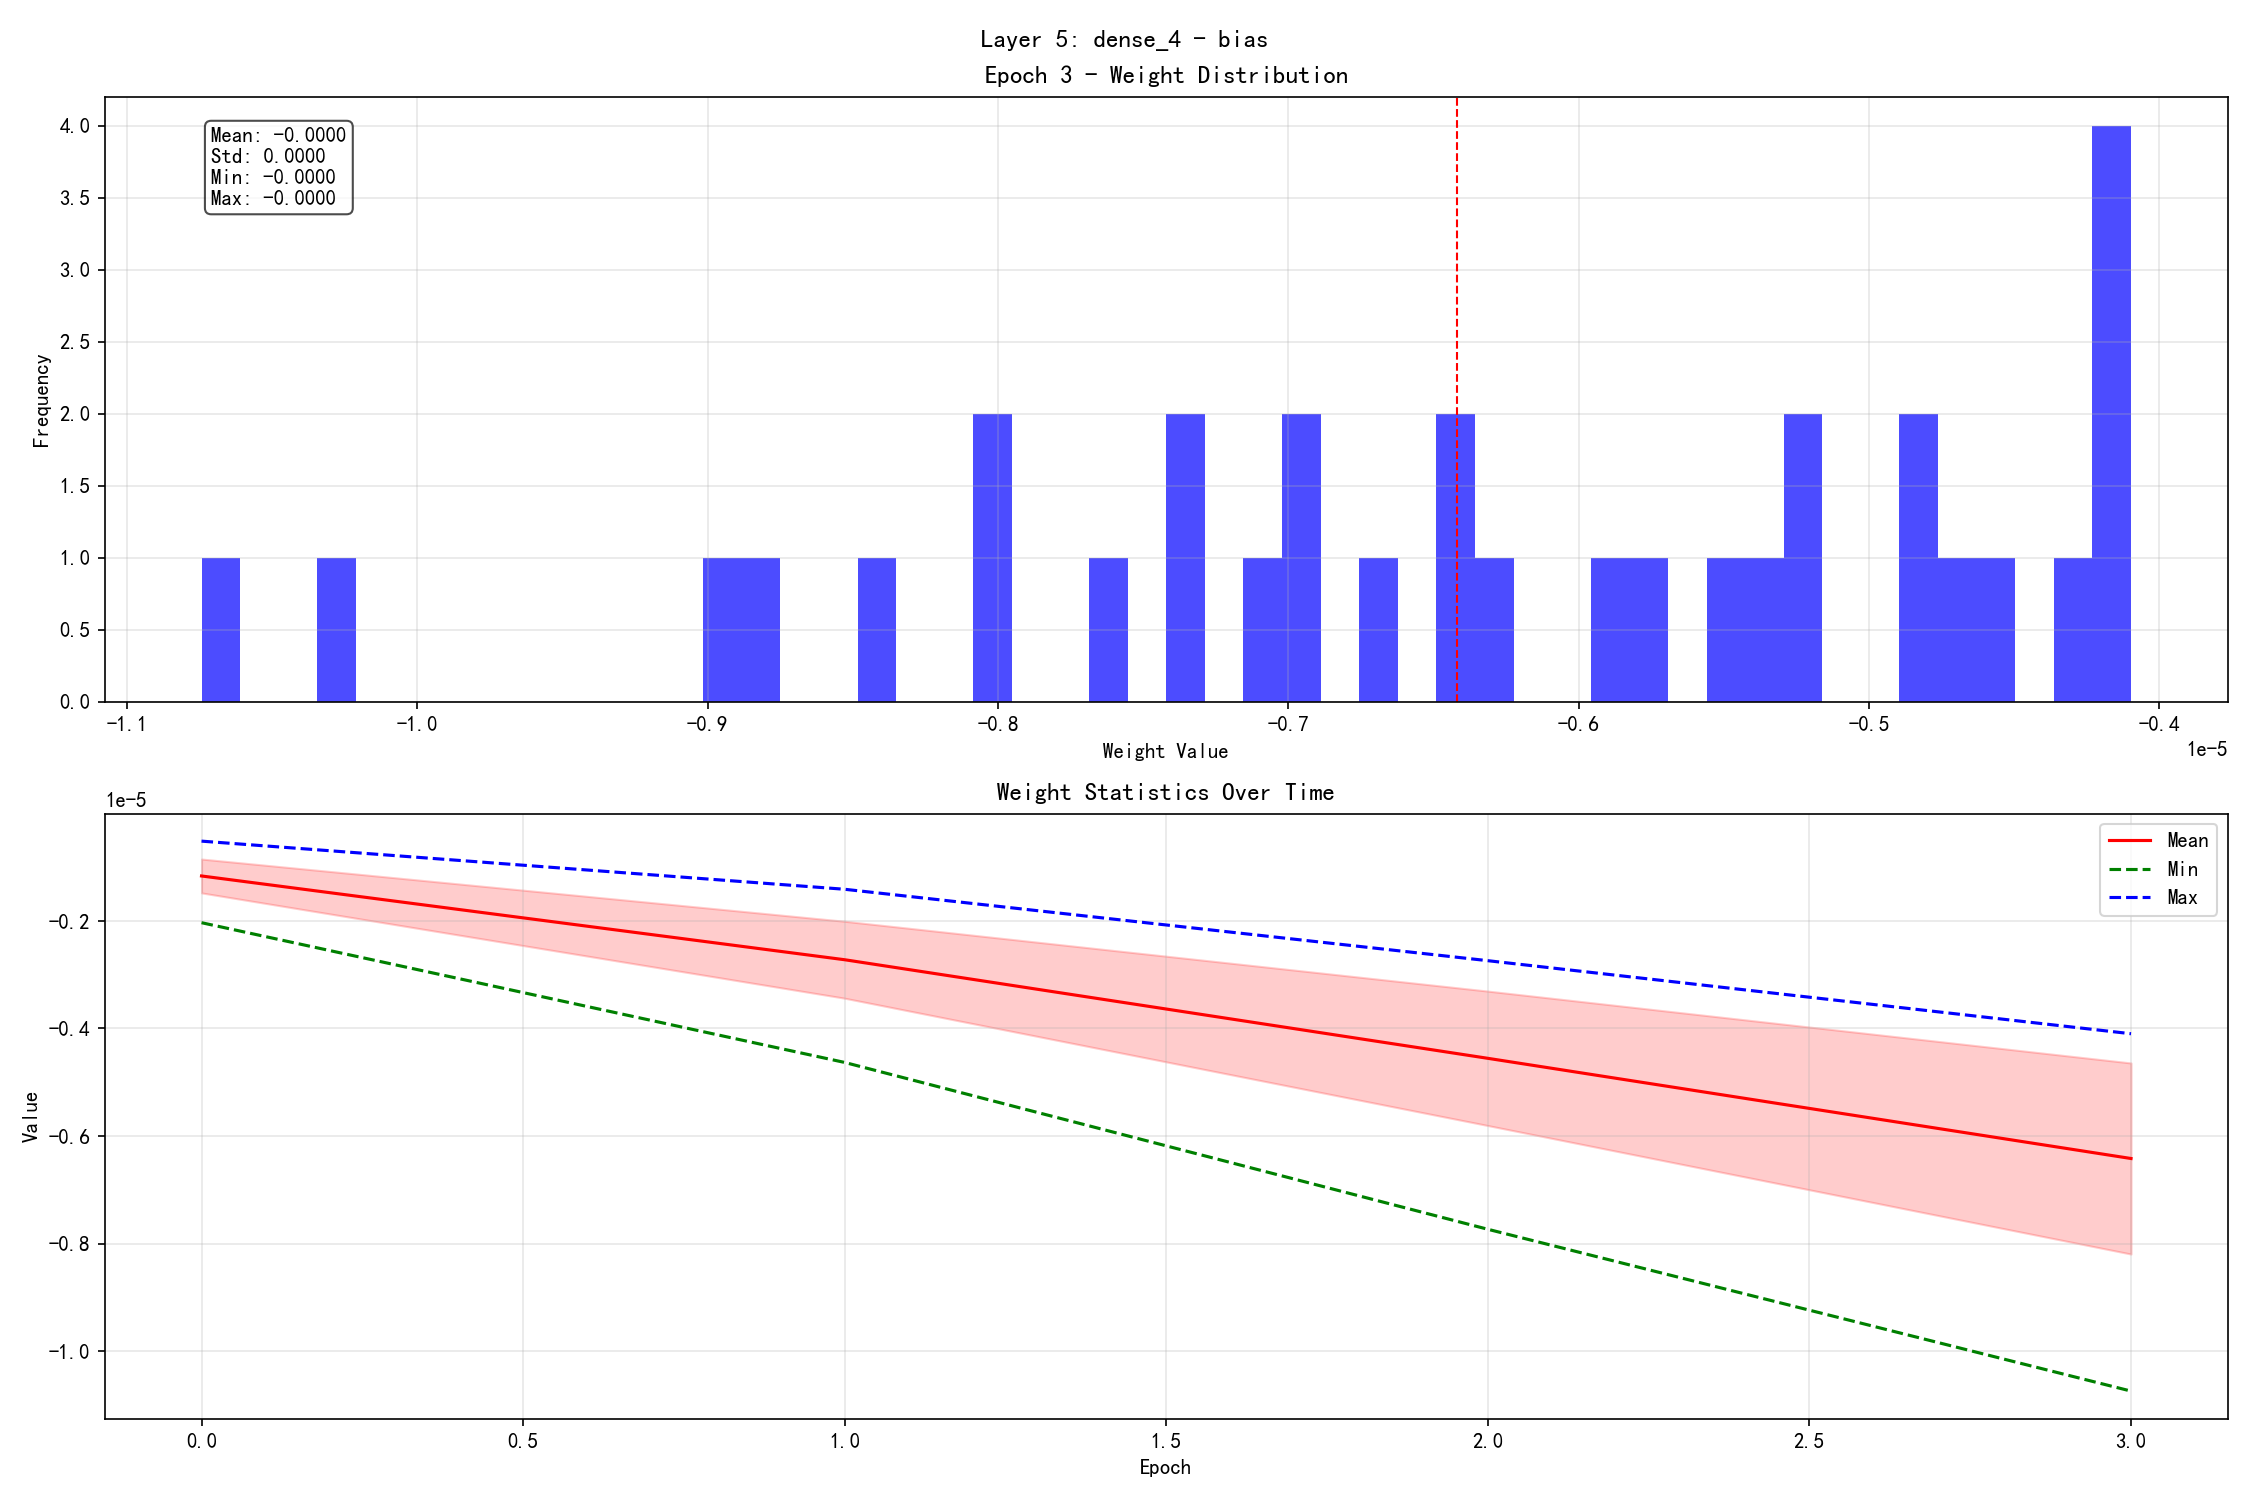 Layer 5: dense_4 - bias
Epoch 3 - Weight Distribution
Mean: -0.0000
Std: 0.0000
Min: -0.0000
Max: -0.0000
4.0
3.5
3.0
2.5
2.0
1.5
1.0
0.5
0.0
Frequency
-1.1 -1.0 -0.9 -0.8 -0.7 -0.6 -0.5 -0.4
1e-5
Weight Value
Weight Statistics Over Time
1e-5
Mean
Min
Max
-0.2
-0.4
-0.6
-0.8
-1.0
Value
0.0 0.5 1.0 1.5 2.0 2.5 3.0
Epoch